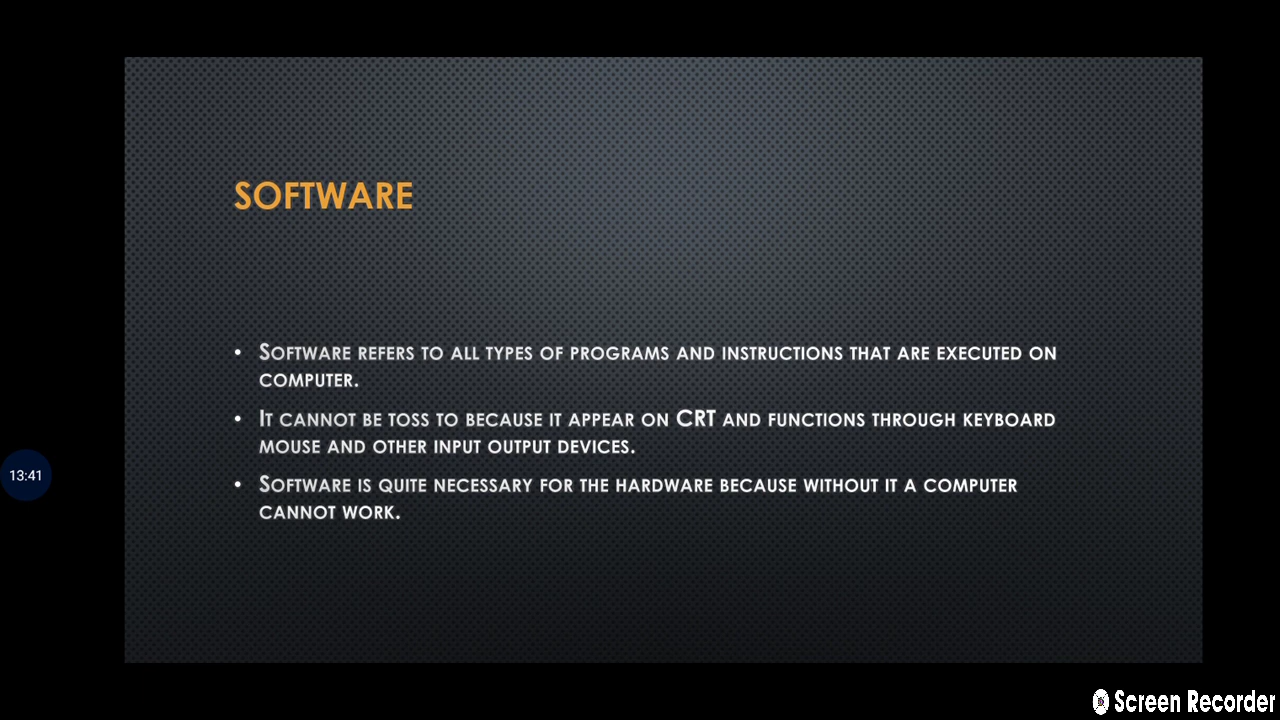 SOFTWARE
• SOFTWARE REFERS TO ALL TYPES OF PROGRAMS AND INSTRUCTIONS THAT ARE EXECUTED ON
COMPUTER.
• IT CANNOT BE TOSS TO BECAUSE IT APPEAR ON CRT AND FUNCTIONS THROUGH KEYBOARD
MOUSE AND OTHER INPUT OUTPUT DEVICES.
13:41
• SOFTWARE IS QUITE NECESSARY FOR THE HARDWARE BECAUSE WITHOUT IT A COMPUTER
CANNOT WORK.
Screen Recorder